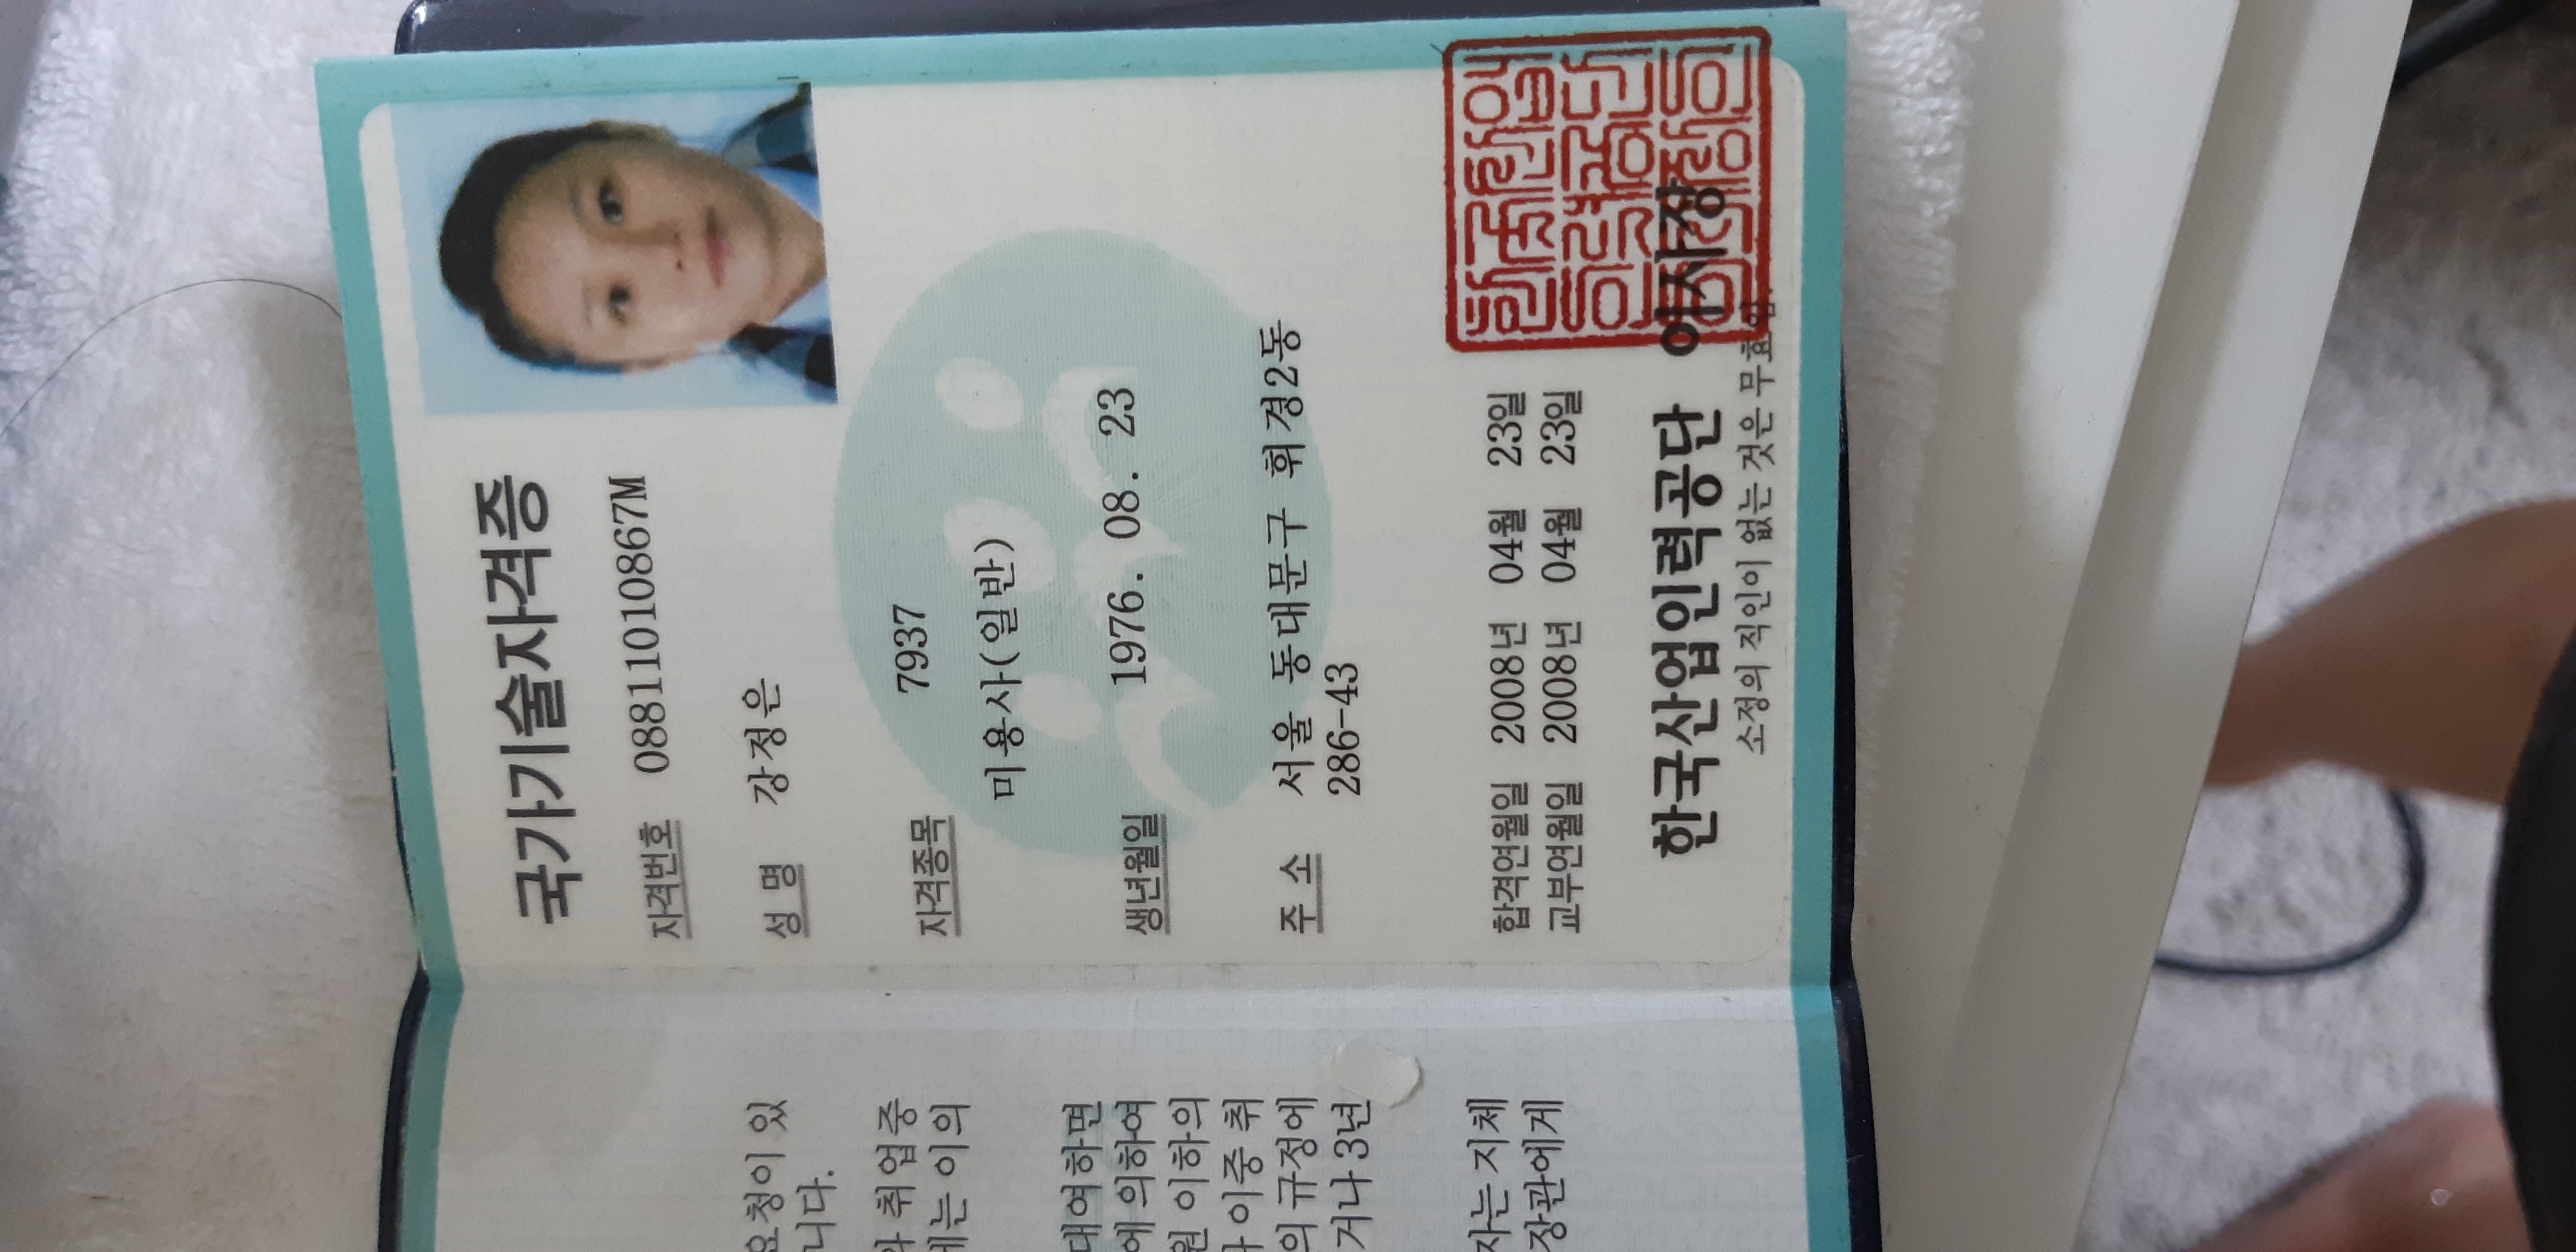 국가기술자격증
자격번호 08811010867M
성 명 강정은
자격종목 7937
미용사(일반)
생년월일 1976. 08. 23
주 소 서울 동대문구 휘경2동
286-43
합격연월일 2008년 04월 23일
교부연월일 2008년 04월 23일
한국산업인력공단 이사장
소정의 직인이 없는 것은 무효임.
요청이 있
니다.
취업중
는 이의
대여하면
에 의하여
원 이하의
이중 취
의 규정에
거나 3년
자는 지체
장관에게